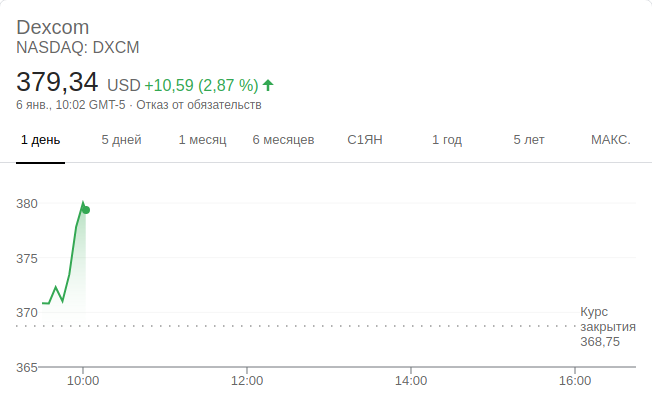 Dexcom
NASDAQ: DXCM
379,34 USD +10,59 (2,87 %)
6 янв., 10:02 GMT-5 · Отказ от обязательств
1 день 5 дней 1 месяц 6 месяцев С1ЯН 1 год 5 лет МАКС.
380
375
370
365
Курс
закрытия
368,75
10:00 12:00 14:00 16:00